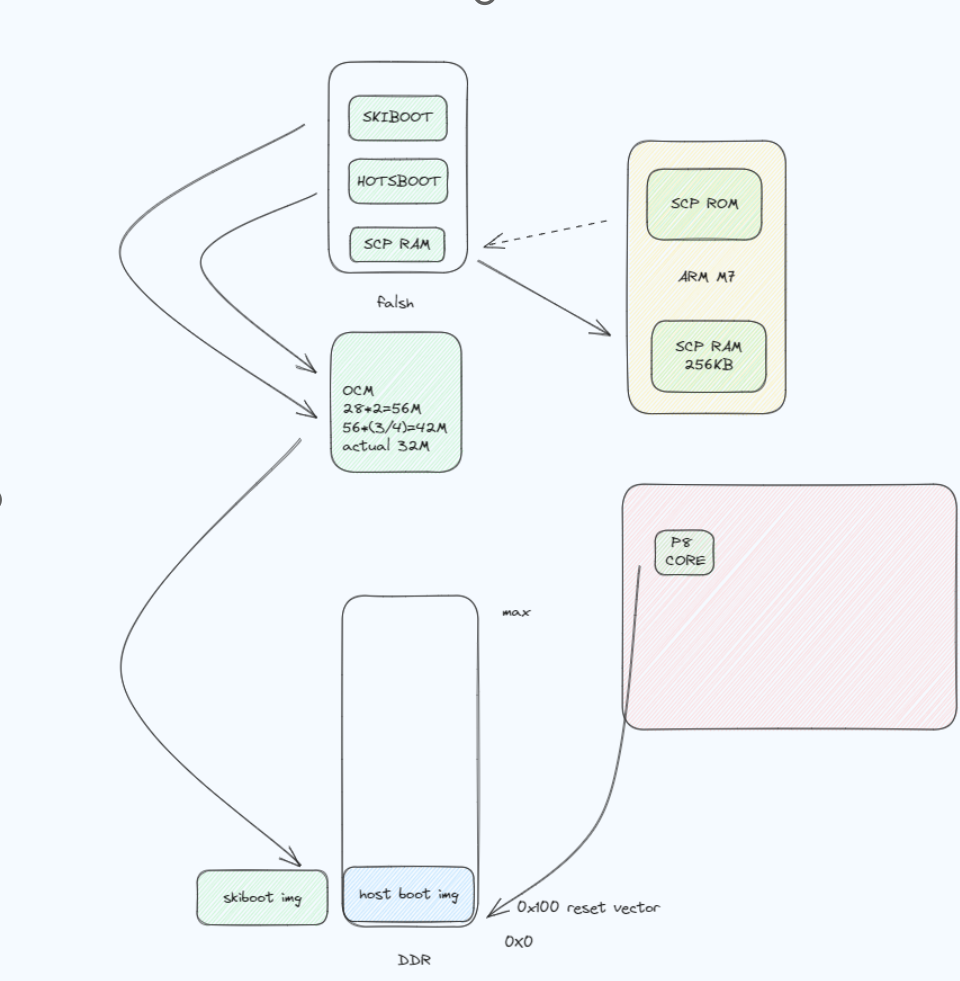 SKIBOOT
HOTSBOOT
SCP RAM
falsh
SCP ROM
ARM M7
SCP RAM
256KB
OCM
28*2=56M
56*(3/4)=42M
actual 32M
P8
CORE
max
skiboot img
host boot img
0x100 reset vector
0x0
DDR